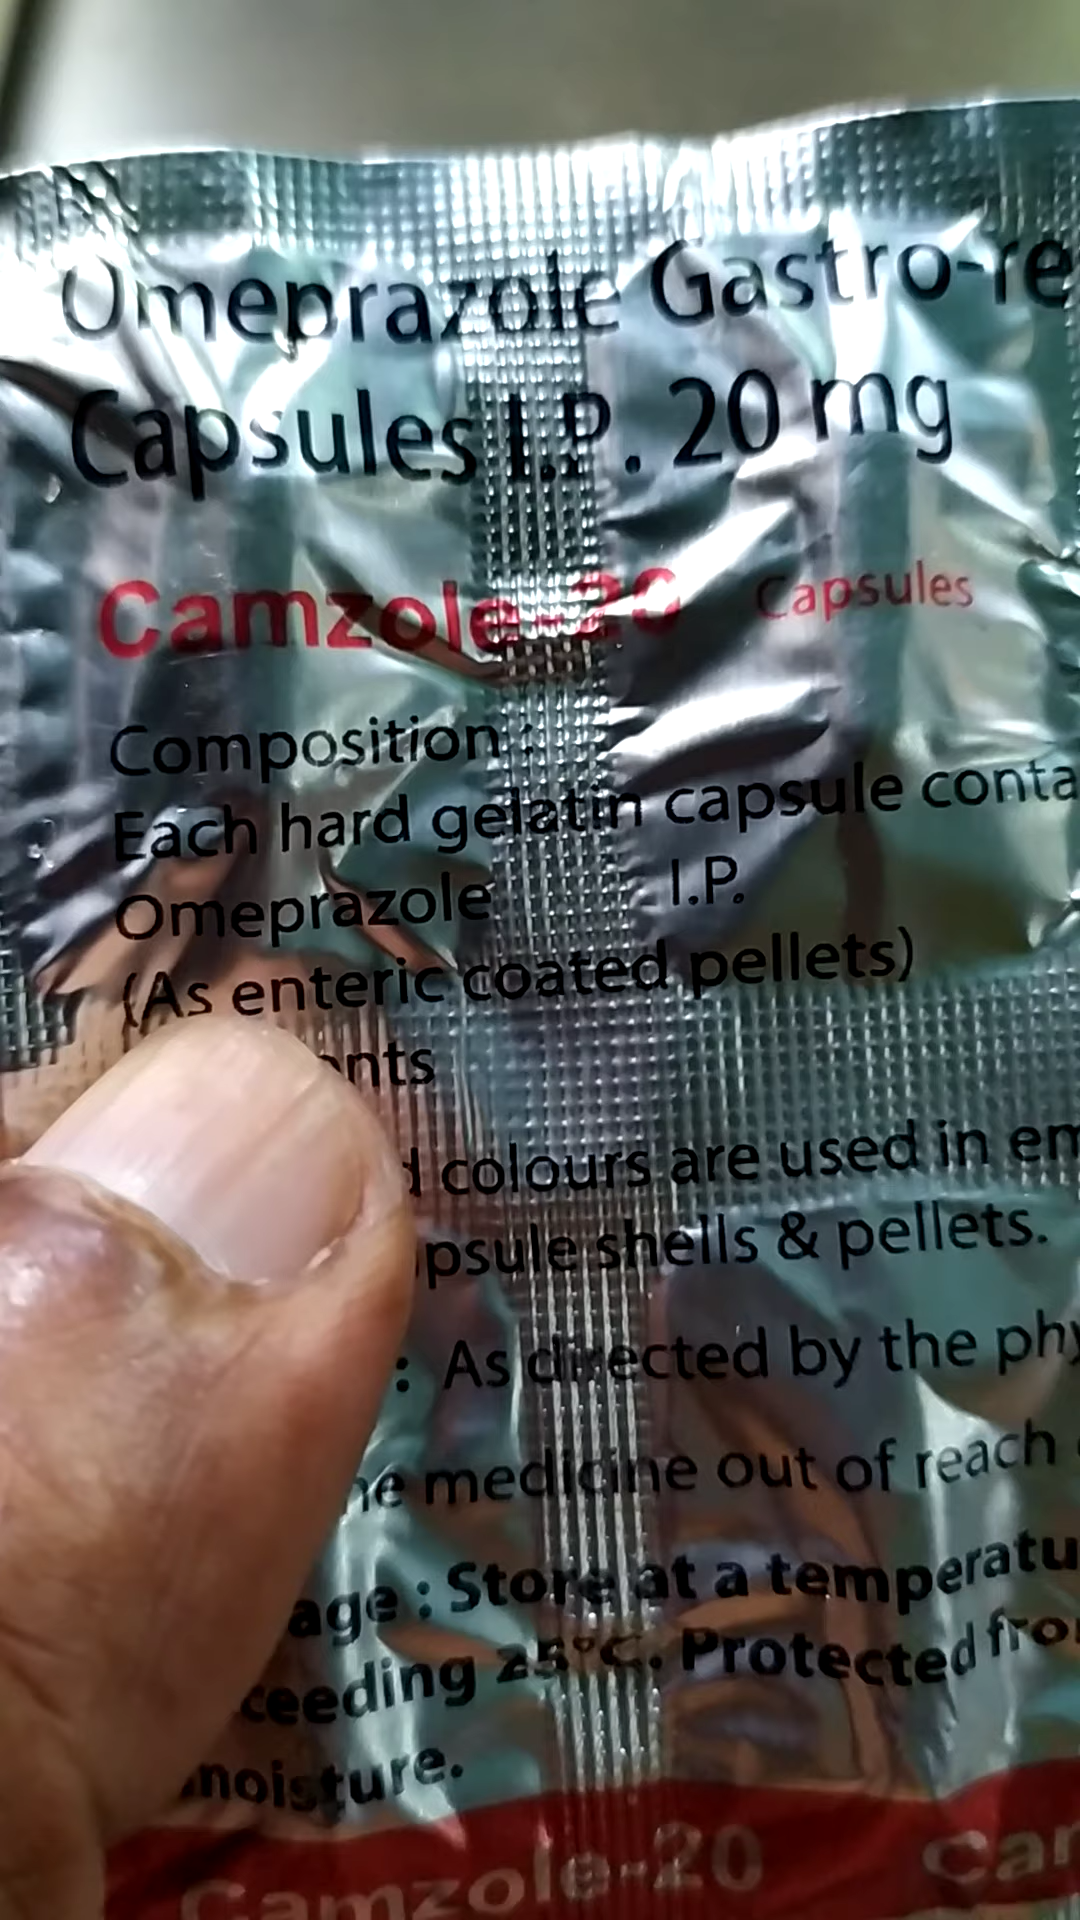 Omeprazole Gastro-re
Capsules I.P. 20 mg
Camzole-20 Capsules
Composition :
Each hard gelatin capsule conta
Omeprazole I.P.
(As enteric coated pellets)
nts
colours are used in em
psule shells & pellets.
: As directed by the phy
he medicine out of reach
age : Store at a temperatu
ceeding 25°C. Protected fro
moisture.
Camzole-20 Cam